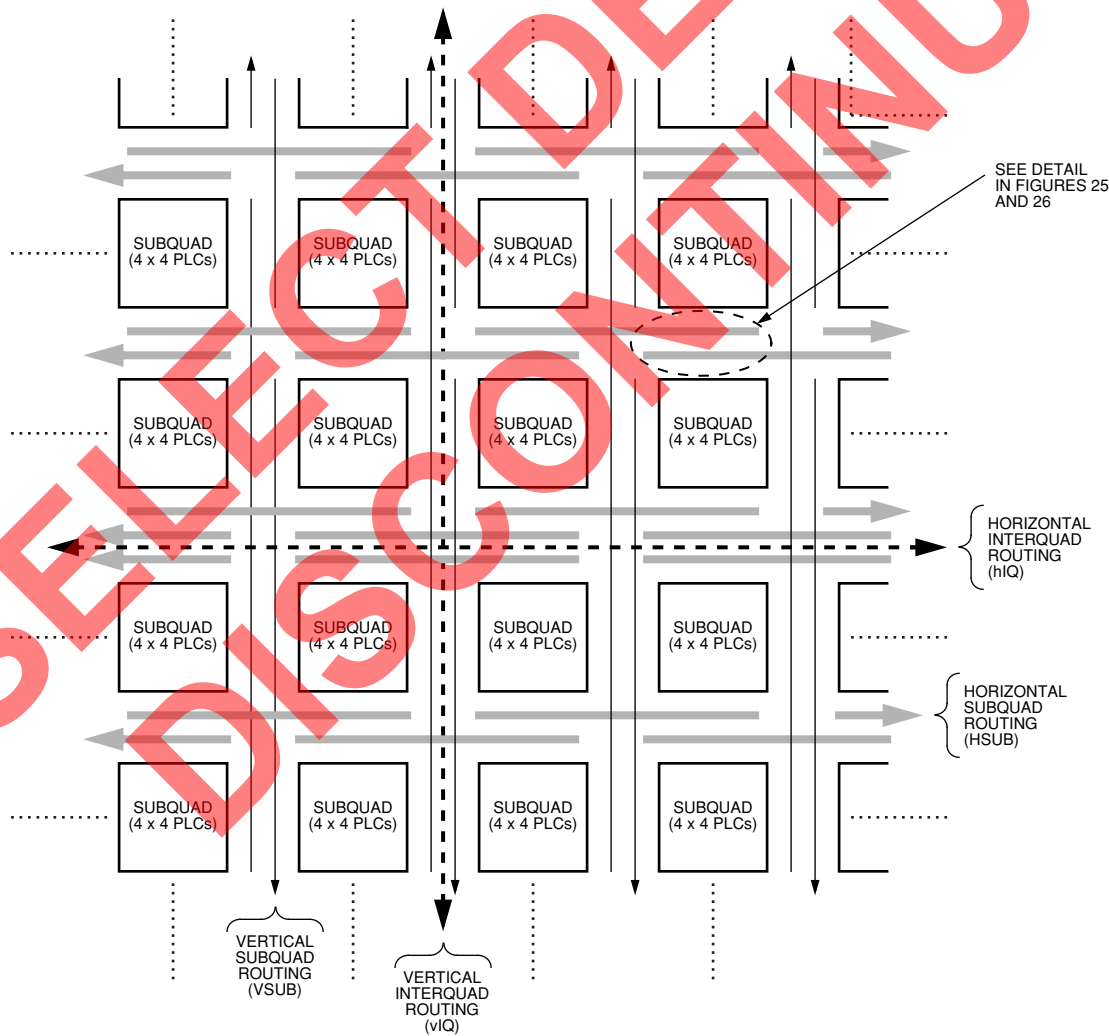 SEE DETAIL
IN FIGURES 25
AND 26
SUBQUAD
(4 x 4 PLCs)
SUBQUAD
(4 x 4 PLCs)
SUBQUAD
(4 x 4 PLCs)
SUBQUAD
(4 x 4 PLCs)
SUBQUAD
(4 x 4 PLCs)
SUBQUAD
(4 x 4 PLCs)
SUBQUAD
(4 x 4 PLCs)
SUBQUAD
(4 x 4 PLCs)
HORIZONTAL
INTERQUAD
ROUTING
(hIQ)
SUBQUAD
(4 x 4 PLCs)
SUBQUAD
(4 x 4 PLCs)
SUBQUAD
(4 x 4 PLCs)
SUBQUAD
(4 x 4 PLCs)
HORIZONTAL
SUBQUAD
ROUTING
(HSUB)
SUBQUAD
(4 x 4 PLCs)
SUBQUAD
(4 x 4 PLCs)
SUBQUAD
(4 x 4 PLCs)
SUBQUAD
(4 x 4 PLCs)
VERTICAL
SUBQUAD
ROUTING
(VSUB)
VERTICAL
INTERQUAD
ROUTING
(vIQ)
SELECT DE
DISCONTINU